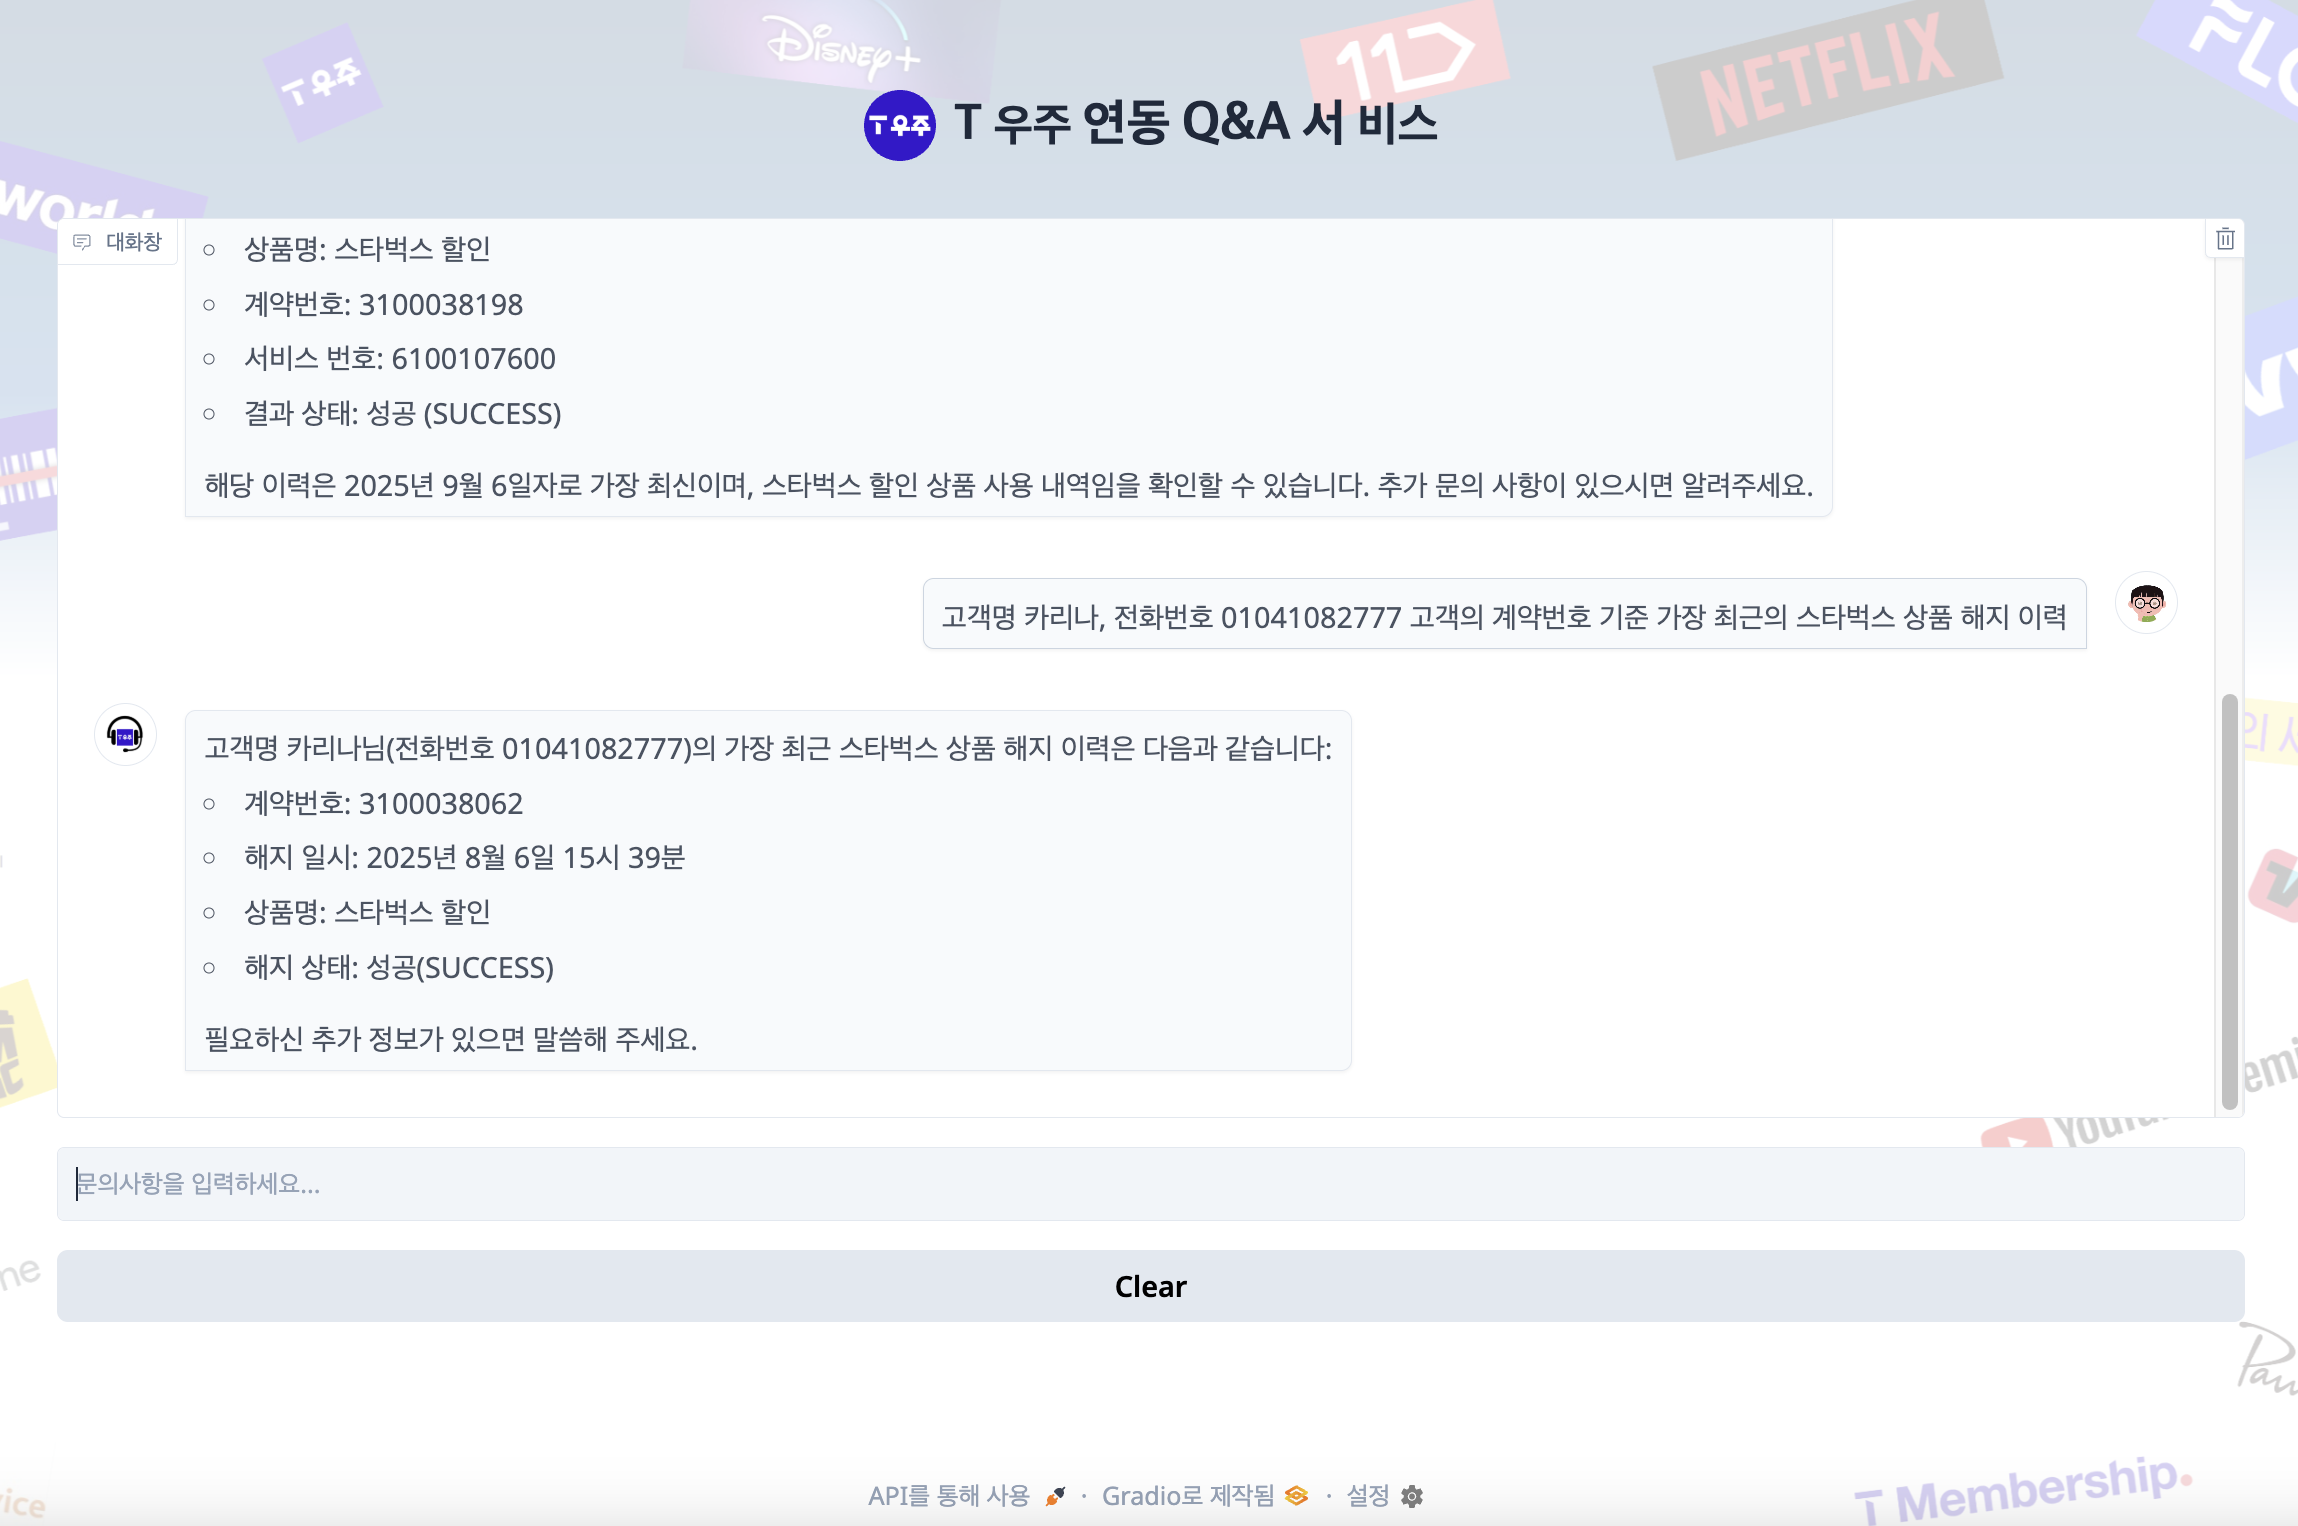 T우주
Disney+
11
NETFLIX
FLO
T우주
T 우주 연동 Q&A 서 비스
world
대화창
상품명: 스타벅스 할인
계약번호: 3100038198
서비스 번호: 6100107600
결과 상태: 성공 (SUCCESS)
해당 이력은 2025년 9월 6일자로 가장 최신이며, 스타벅스 할인 상품 사용 내역임을 확인할 수 있습니다. 추가 문의 사항이 있으시면 알려주세요.
고객명 카리나, 전화번호 01041082777 고객의 계약번호 기준 가장 최근의 스타벅스 상품 해지 이력
고객명 카리나님(전화번호 01041082777)의 가장 최근 스타벅스 상품 해지 이력은 다음과 같습니다:
계약번호: 3100038062
해지 일시: 2025년 8월 6일 15시 39분
상품명: 스타벅스 할인
해지 상태: 성공(SUCCESS)
필요하신 추가 정보가 있으면 말씀해 주세요.
문의사항을 입력하세요...
Clear
API를 통해 사용 · Gradio로 제작됨 · 설정
T Membership.